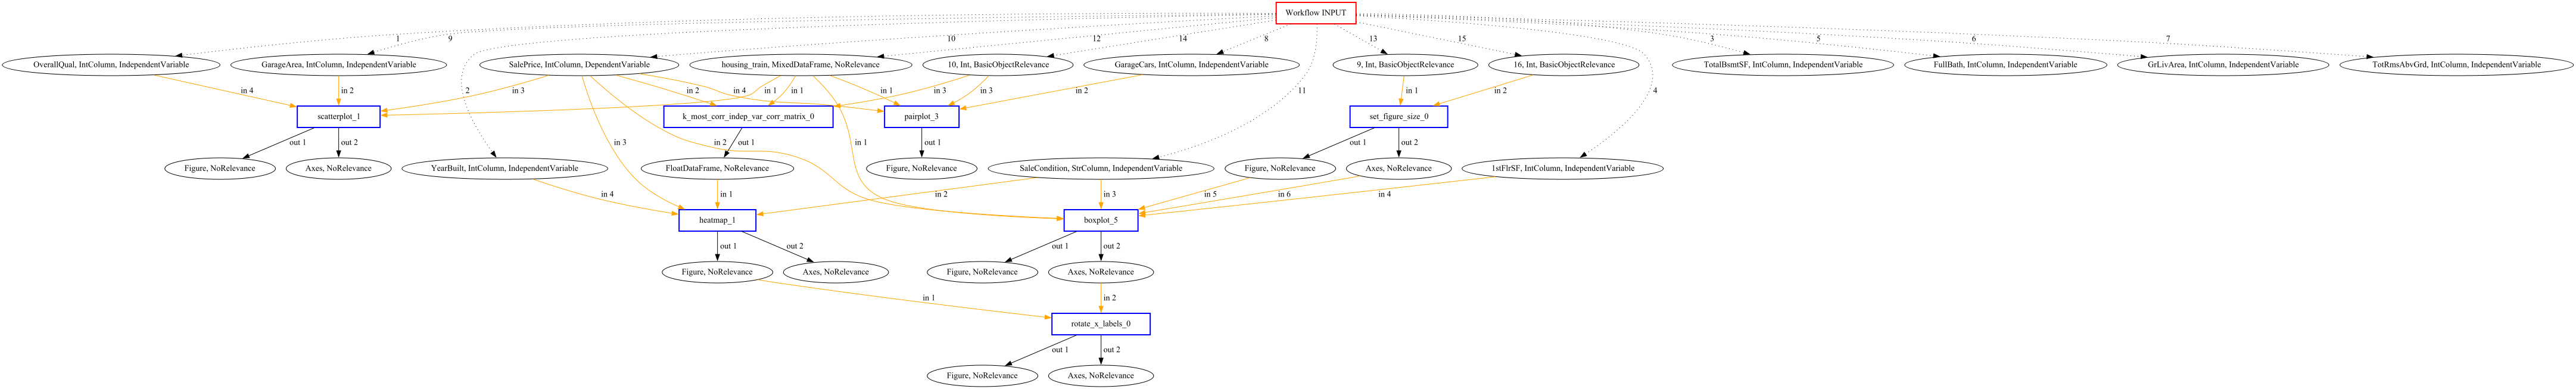 Workflow INPUT
1
9
10
12
14
8
13
15
3
5
6
7
OverallQual, IntColumn, IndependentVariable
GarageArea, IntColumn, IndependentVariable
SalePrice, IntColumn, DependentVariable
housing_train, MixedDataFrame, NoRelevance
10, Int, BasicObjectRelevance
GarageCars, IntColumn, IndependentVariable
9, Int, BasicObjectRelevance
16, Int, BasicObjectRelevance
TotalBsmtSF, IntColumn, IndependentVariable
FullBath, IntColumn, IndependentVariable
GrLivArea, IntColumn, IndependentVariable
TotRmsAbvGrd, IntColumn, IndependentVariable
in 4
in 2
2
in 3
in 2
in 4
in 1
in 1
in 1
in 3
in 3
in 2
11
in 1
in 2
4
scatterplot_1
k_most_corr_indep_var_corr_matrix_0
pairplot_3
set_figure_size_0
out 1
out 2
in 3
in 2
out 1
in 1
out 1
out 1
out 2
Figure, NoRelevance
Axes, NoRelevance
YearBuilt, IntColumn, IndependentVariable
FloatDataFrame, NoRelevance
Figure, NoRelevance
SaleCondition, StrColumn, IndependentVariable
Figure, NoRelevance
Axes, NoRelevance
1stFlrSF, IntColumn, IndependentVariable
in 4
in 1
in 2
in 3
in 5
in 6
in 4
heatmap_1
boxplot_5
out 1
out 2
out 1
out 2
Figure, NoRelevance
Axes, NoRelevance
Figure, NoRelevance
Axes, NoRelevance
in 1
in 2
rotate_x_labels_0
out 1
out 2
Figure, NoRelevance
Axes, NoRelevance